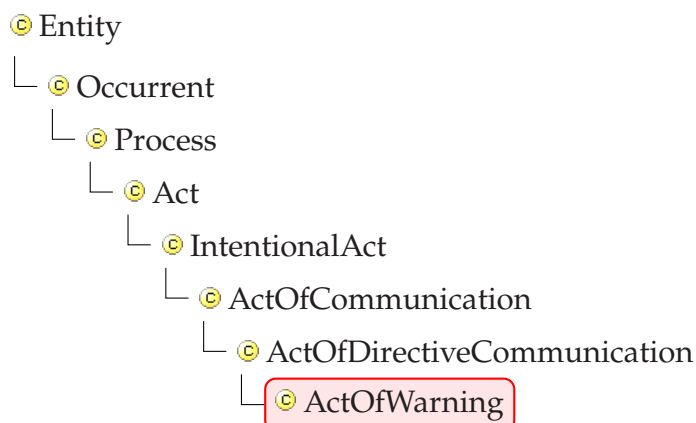 C Entity
C Occurrent
C Process
C Act
C IntentionalAct
C ActOfCommunication
C ActOfDirectiveCommunication
C ActOfWarning